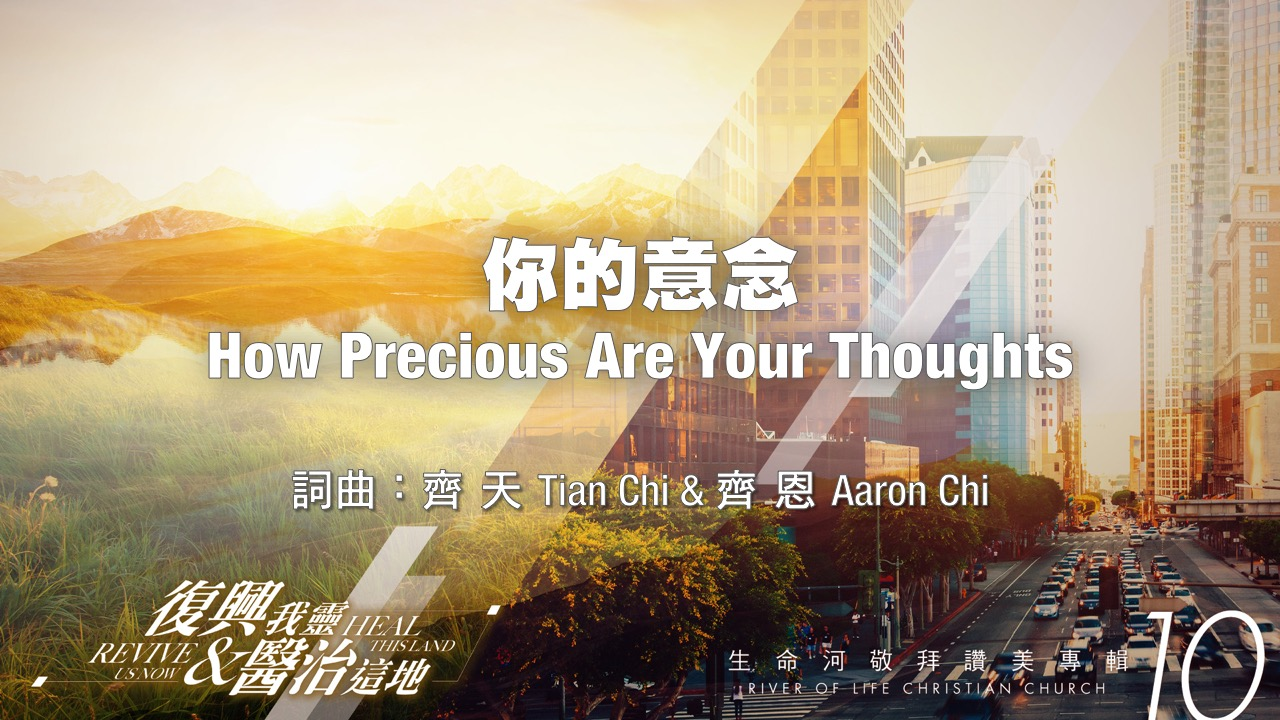 你的意念
How Precious Are Your Thoughts
詞曲：齊 天 Tian Chi & 齊 恩 Aaron Chi
復興我靈 HEAL THIS LAND
REVIVE US NOW & 醫治這地
生命河敬拜讚美專輯 10
RIVER OF LIFE CHRISTIAN CHURCH